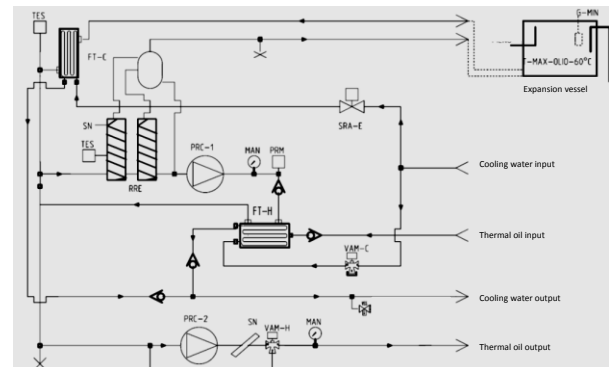 TES
G-MIN
FT-C
T-MAX-OLIO-60°C
Expansion vessel
SN
SRA-E
TES
PRC-1
MAN
PRM
Cooling water input
RRE
FT-H
Thermal oil input
VAM-C
Cooling water output
PRC-2
SN
VAM-H
MAN
Thermal oil output